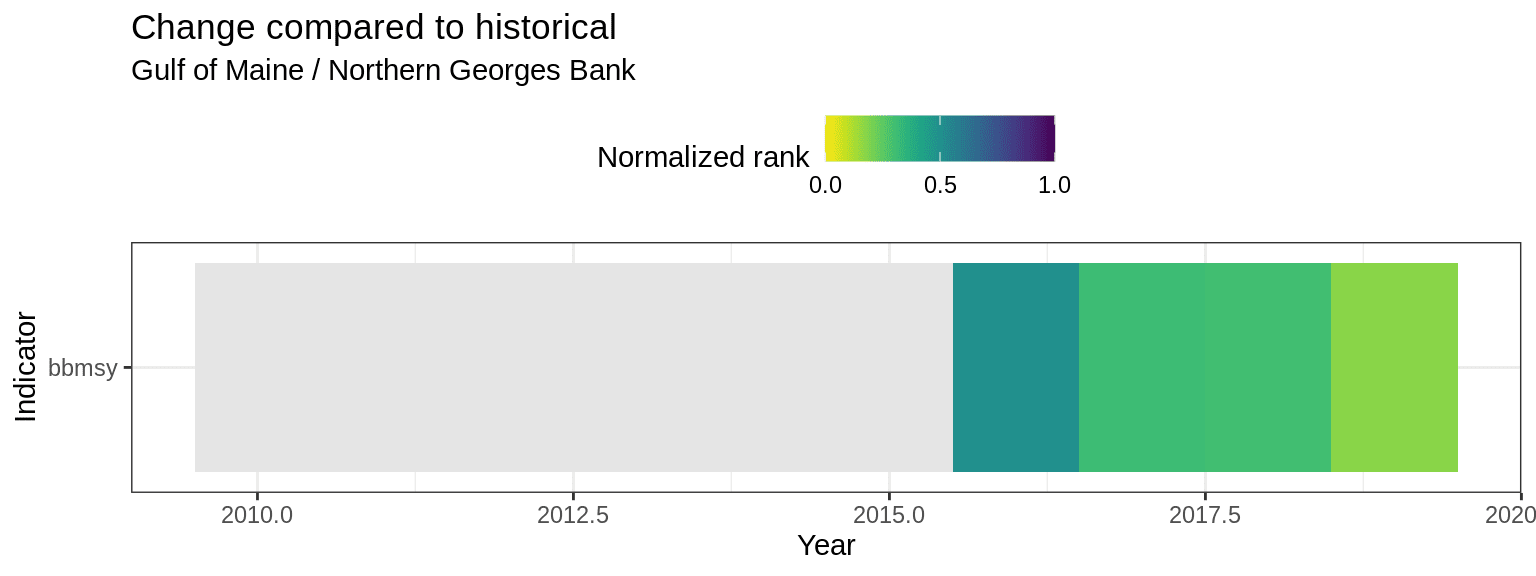 Change compared to historical
Gulf of Maine / Northern Georges Bank
Normalized rank
0.0 0.5 1.0
Indicator
bbmsy
2010.0 2012.5 2015.0 2017.5 2020
Year